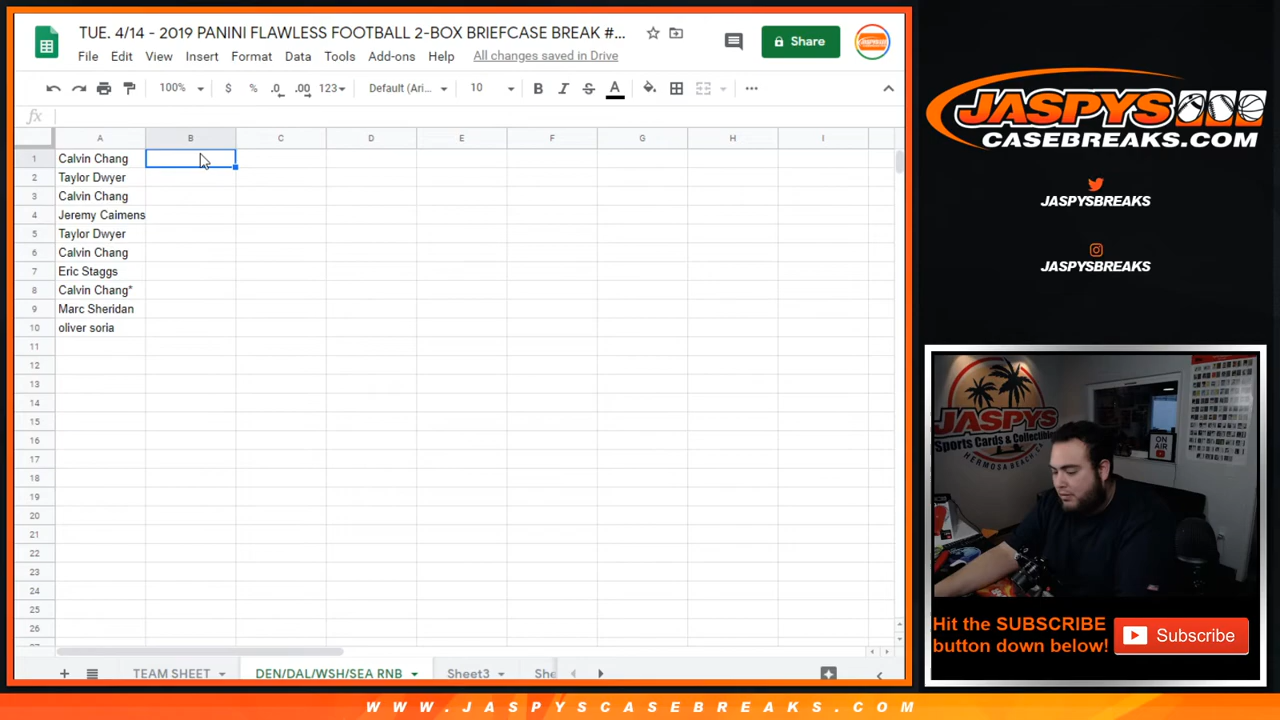 TUE. 4/14 - 2019 PANINI FLAWLESS FOOTBALL 2-BOX BRIEFCASE BREAK #...
Share
File Edit View Insert Format Data Tools Add-ons Help All changes saved in Drive
100% $ % .0 .00 123 Default (Ari... 10 B I S A
fx
A B C D E F G H I
1 Calvin Chang
2 Taylor Dwyer
3 Calvin Chang
4 Jeremy Caimens
5 Taylor Dwyer
6 Calvin Chang
7 Eric Staggs
8 Calvin Chang*
9 Marc Sheridan
10 oliver soria
11
12
13
14
15
16
17
18
19
20
21
22
23
24
25
26
TEAM SHEET DEN/DAL/WSH/SEA RNB Sheet3 She
JASPYS
CASEBREAKS.COM
JASPYSBREAKS
JASPYSBREAKS
JASPYS
Sports Cards & Collectibles
HERMOSA BEACH, CA
ON AIR
Hit the SUBSCRIBE
button down below!
Subscribe
WWW.JASPYSCASEBREAKS.COM